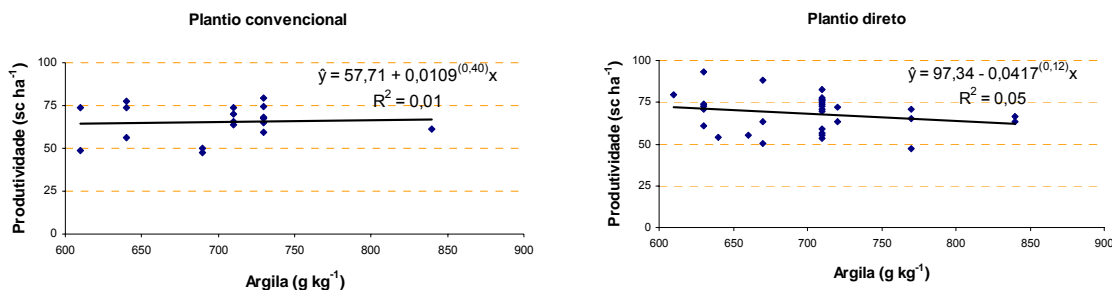 Plantio convencional
ŷ = 57,71 + 0,0109^(0,40)x
R² = 0,01
Produtividade (sc ha⁻¹)
100
75
50
25
0
600 650 700 750 800 850 900
Argila (g kg⁻¹)
Plantio direto
ŷ = 97,34 - 0,0417^(0,12)x
R² = 0,05
Produtividade (sc ha⁻¹)
100
75
50
25
0
600 650 700 750 800 850 900
Argila (g kg⁻¹)